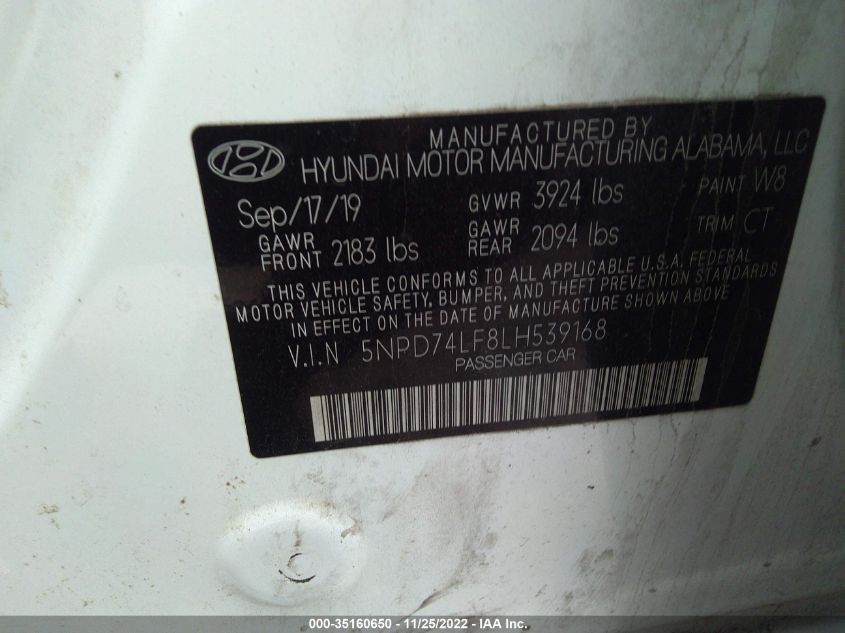 MANUFACTURED BY
HYUNDAI MOTOR MANUFACTURING ALABAMA, LLC
Sep/17/19 GVWR 3924 lbs PAINT W8
GAWR FRONT 2183 lbs GAWR REAR 2094 lbs TRIM CT
THIS VEHICLE CONFORMS TO ALL APPLICABLE U.S.A. FEDERAL
MOTOR VEHICLE SAFETY, BUMPER, AND THEFT PREVENTION STANDARDS
IN EFFECT ON THE DATE OF MANUFACTURE SHOWN ABOVE
V.I.N 5NPD74LF8LH539168
PASSENGER CAR
000-35160650 - 11/25/2022 - IAA Inc.